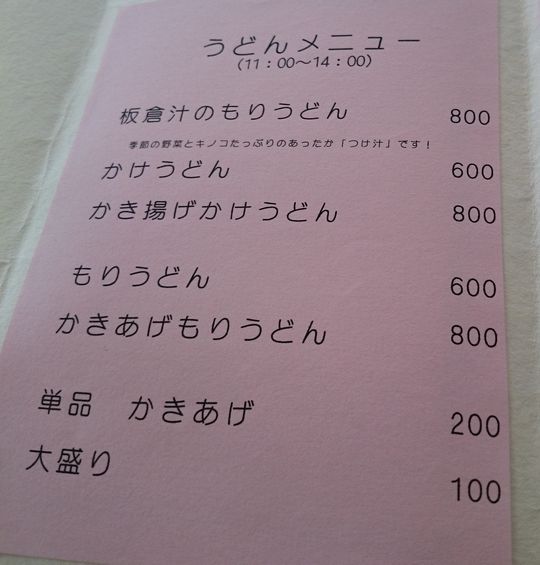 うどんメニュー
(11：00～14：00)
板倉汁のもりうどん 800
季節の野菜とキノコたっぷりのあったか「つけ汁」です！
かけうどん 600
かき揚げかけうどん 800
もりうどん 600
かきあげもりうどん 800
単品 かきあげ 200
大盛り 100